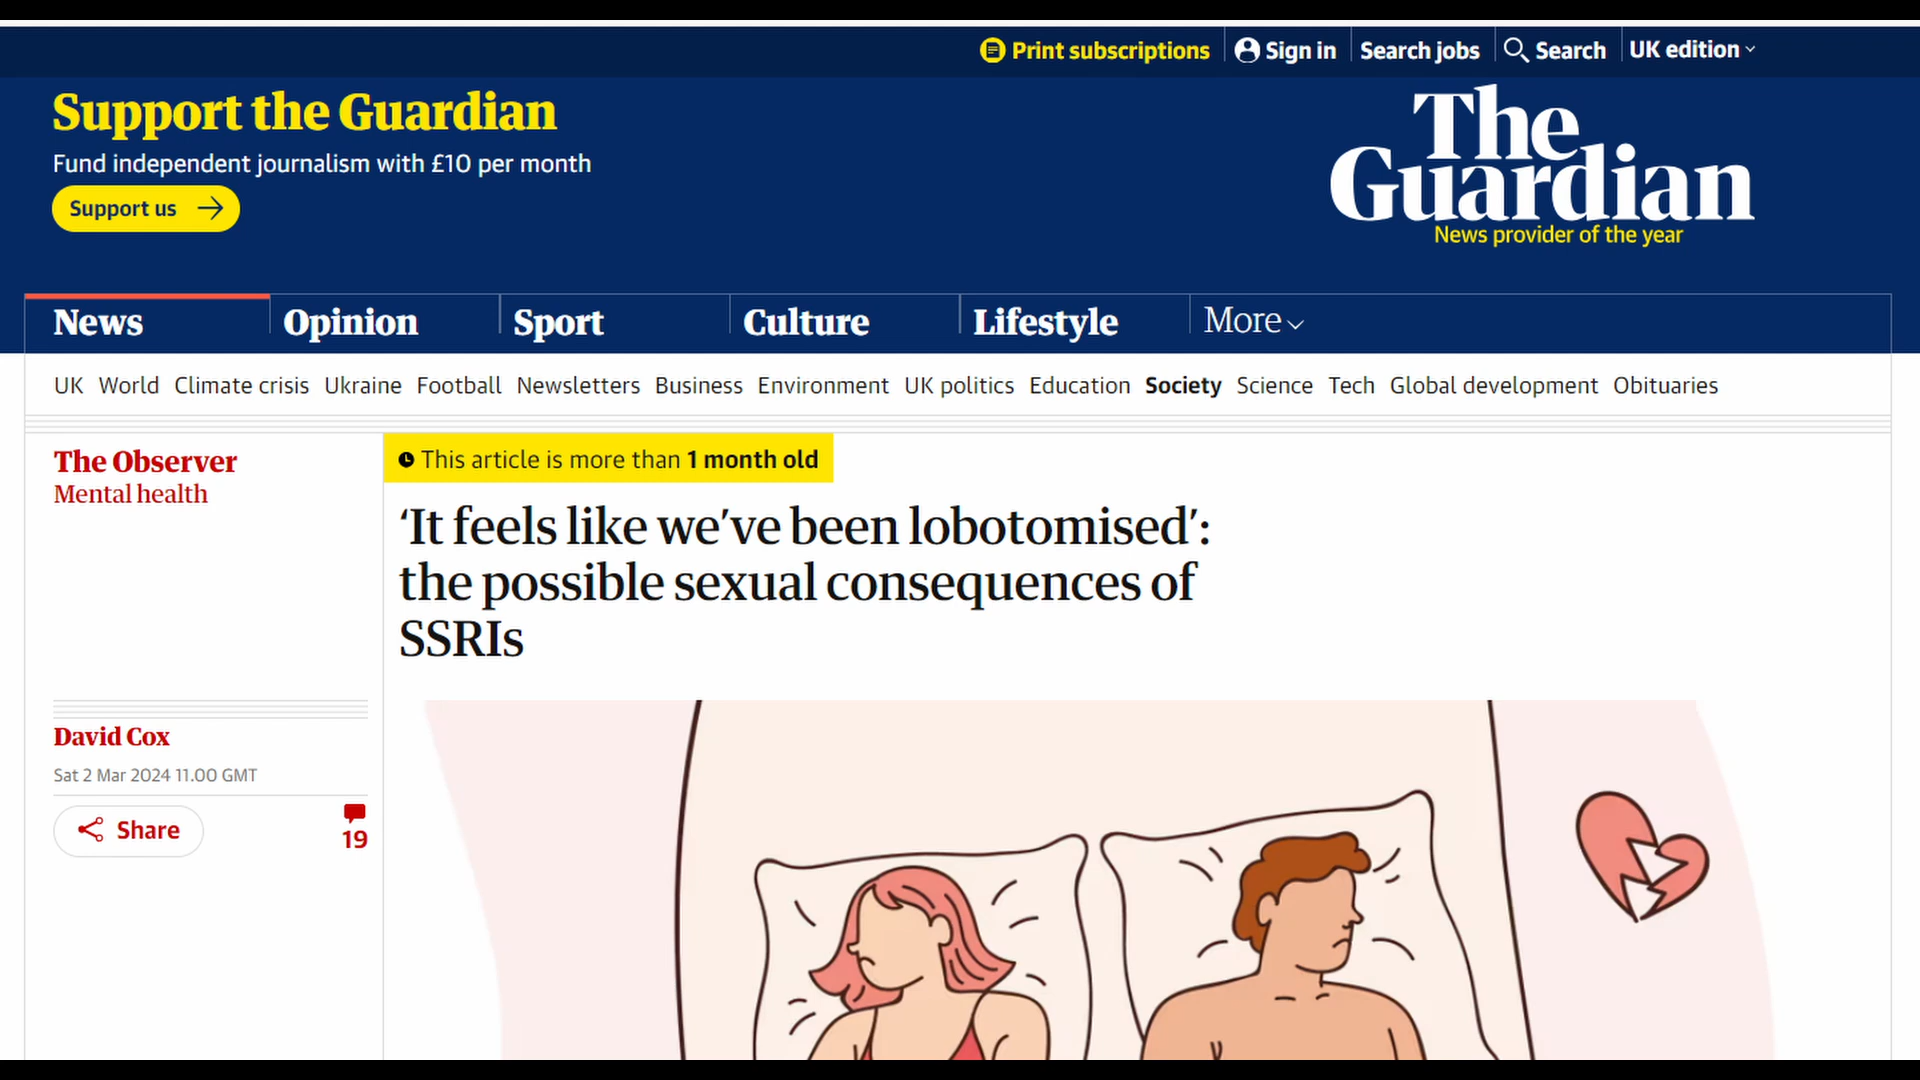 Print subscriptions Sign in Search jobs Search UK edition
Support the Guardian
Fund independent journalism with £10 per month
Support us
The
Guardian
News provider of the year
News Opinion Sport Culture Lifestyle More
UK World Climate crisis Ukraine Football Newsletters Business Environment UK politics Education Society Science Tech Global development Obituaries
The Observer
Mental health
This article is more than 1 month old
‘It feels like we’ve been lobotomised’:
the possible sexual consequences of
SSRIs
David Cox
Sat 2 Mar 2024 11.00 GMT
Share
19